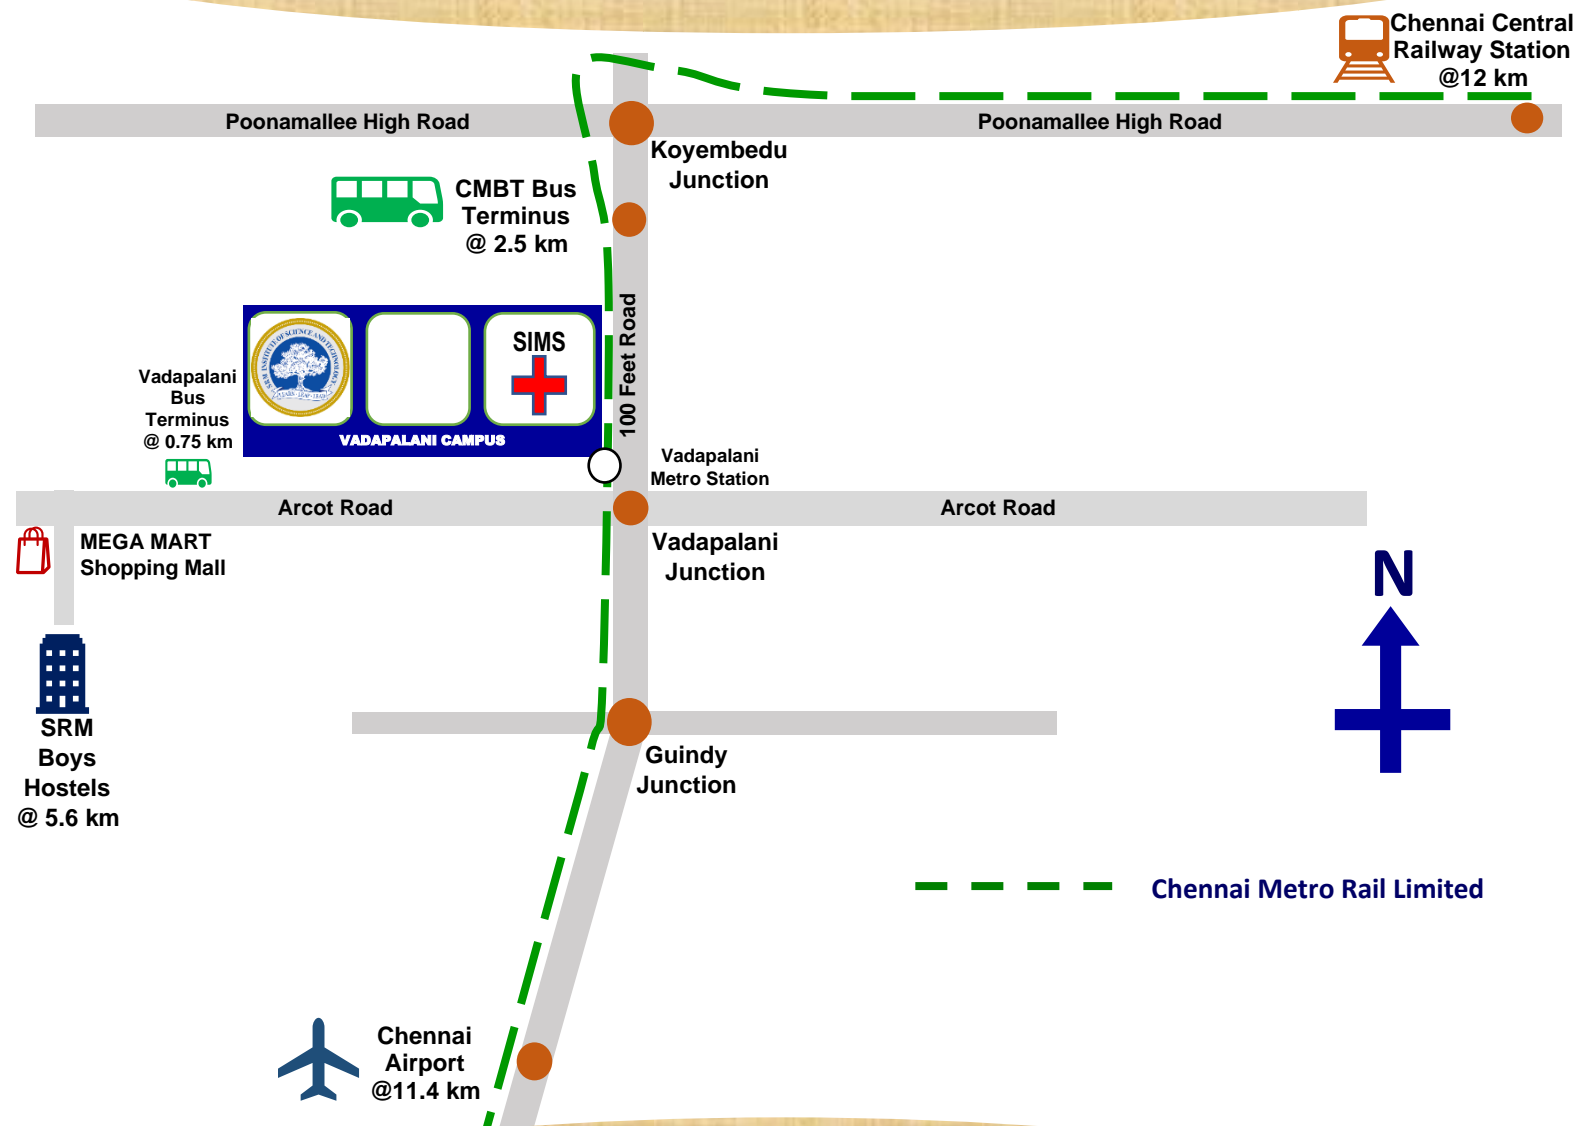 Chennai Central
Railway Station
@12 km
Poonamallee High Road
Poonamallee High Road
Koyembedu
Junction
CMBT Bus
Terminus
@ 2.5 km
100 Feet Road
SIMS
VADAPALANI CAMPUS
Vadapalani
Bus
Terminus
@ 0.75 km
Vadapalani
Metro Station
Arcot Road
Arcot Road
MEGA MART
Shopping Mall
Vadapalani
Junction
N
SRM
Boys
Hostels
@ 5.6 km
Guindy
Junction
Chennai Metro Rail Limited
Chennai
Airport
@11.4 km